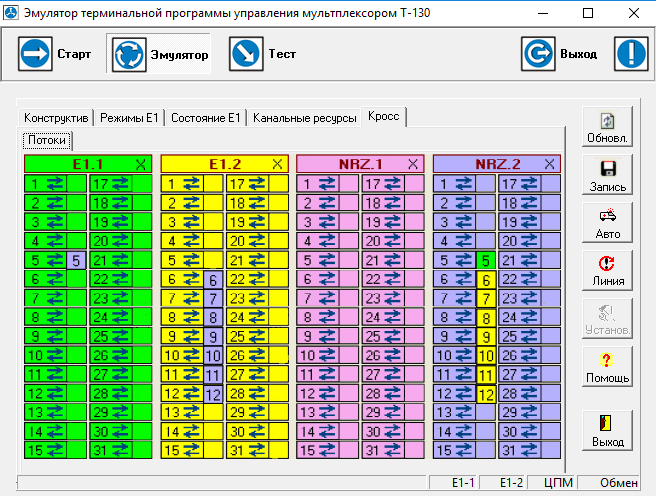 Эмулятор терминальной программы управления мультплексором Т-130
Старт Эмулятор Тест Выход
Конструктив Режимы E1 Состояние E1 Канальные ресурсы Кросс
Потоки
E1.1 X E1.2 X NRZ.1 X NRZ.2 X
1 17 1 17 1 17 1 17
2 18 2 18 2 18 2 18
3 19 3 19 3 19 3 19
4 20 4 20 4 20 4 20
5 5 21 5 21 5 21 5 5 21
6 22 6 6 22 6 22 6 6 22
7 23 7 7 23 7 23 7 7 23
8 24 8 8 24 8 24 8 8 24
9 25 9 9 25 9 25 9 9 25
10 26 10 10 26 10 26 10 10 26
11 27 11 11 27 11 27 11 11 27
12 28 12 12 28 12 28 12 12 28
13 29 13 29 13 29 13 29
14 30 14 30 14 30 14 30
15 31 15 31 15 31 15 31
Обновл.
Запись
Авто
Линия
Установ.
Помощь
Выход
E1-1 E1-2 ЦПМ Обмен